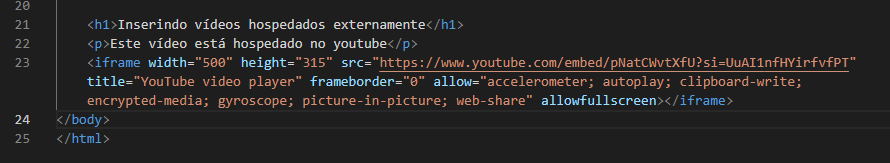 20
21 <h1>Inserindo vídeos hospedados externamente</h1>
22 <p>Este vídeo está hospedado no youtube</p>
23 <iframe width="500" height="315" src="https://www.youtube.com/embed/pNatCWvtXfU?si=UuAI1nfHYirfvfPT"
title="YouTube video player" frameborder="0" allow="accelerometer; autoplay; clipboard-write;
encrypted-media; gyroscope; picture-in-picture; web-share" allowfullscreen></iframe>
24 </body>
25 </html>